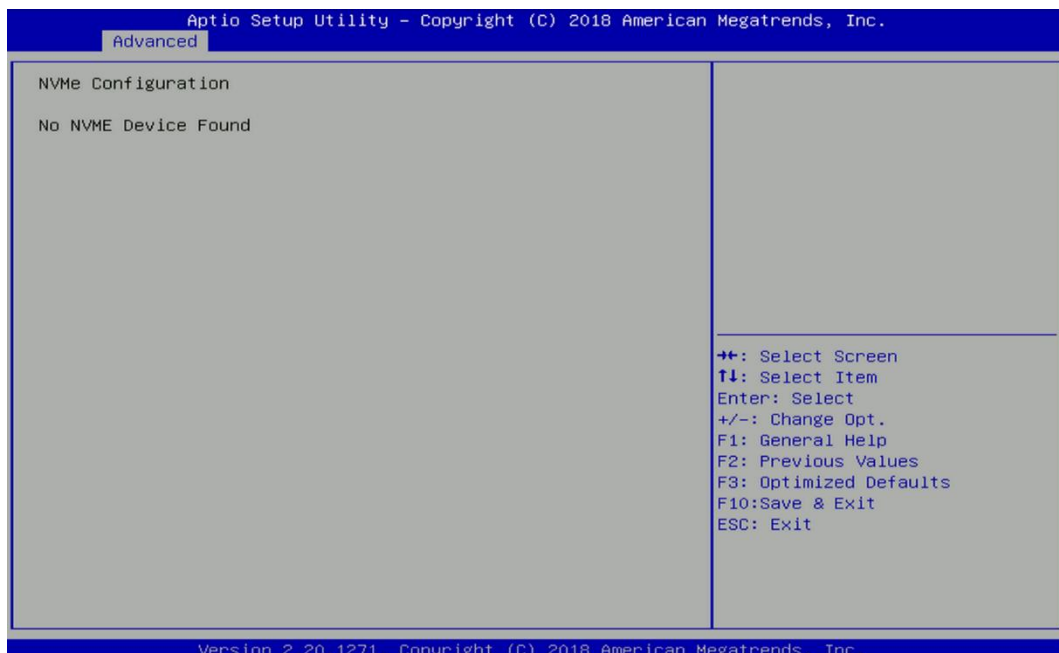 Aptio Setup Utility – Copyright (C) 2018 American Megatrends, Inc.
Advanced
NVMe Configuration
No NVME Device Found
→←: Select Screen
↑↓: Select Item
Enter: Select
+/-: Change Opt.
F1: General Help
F2: Previous Values
F3: Optimized Defaults
F10:Save & Exit
ESC: Exit
Version 2.20.1271. Copyright (C) 2018 American Megatrends, Inc.